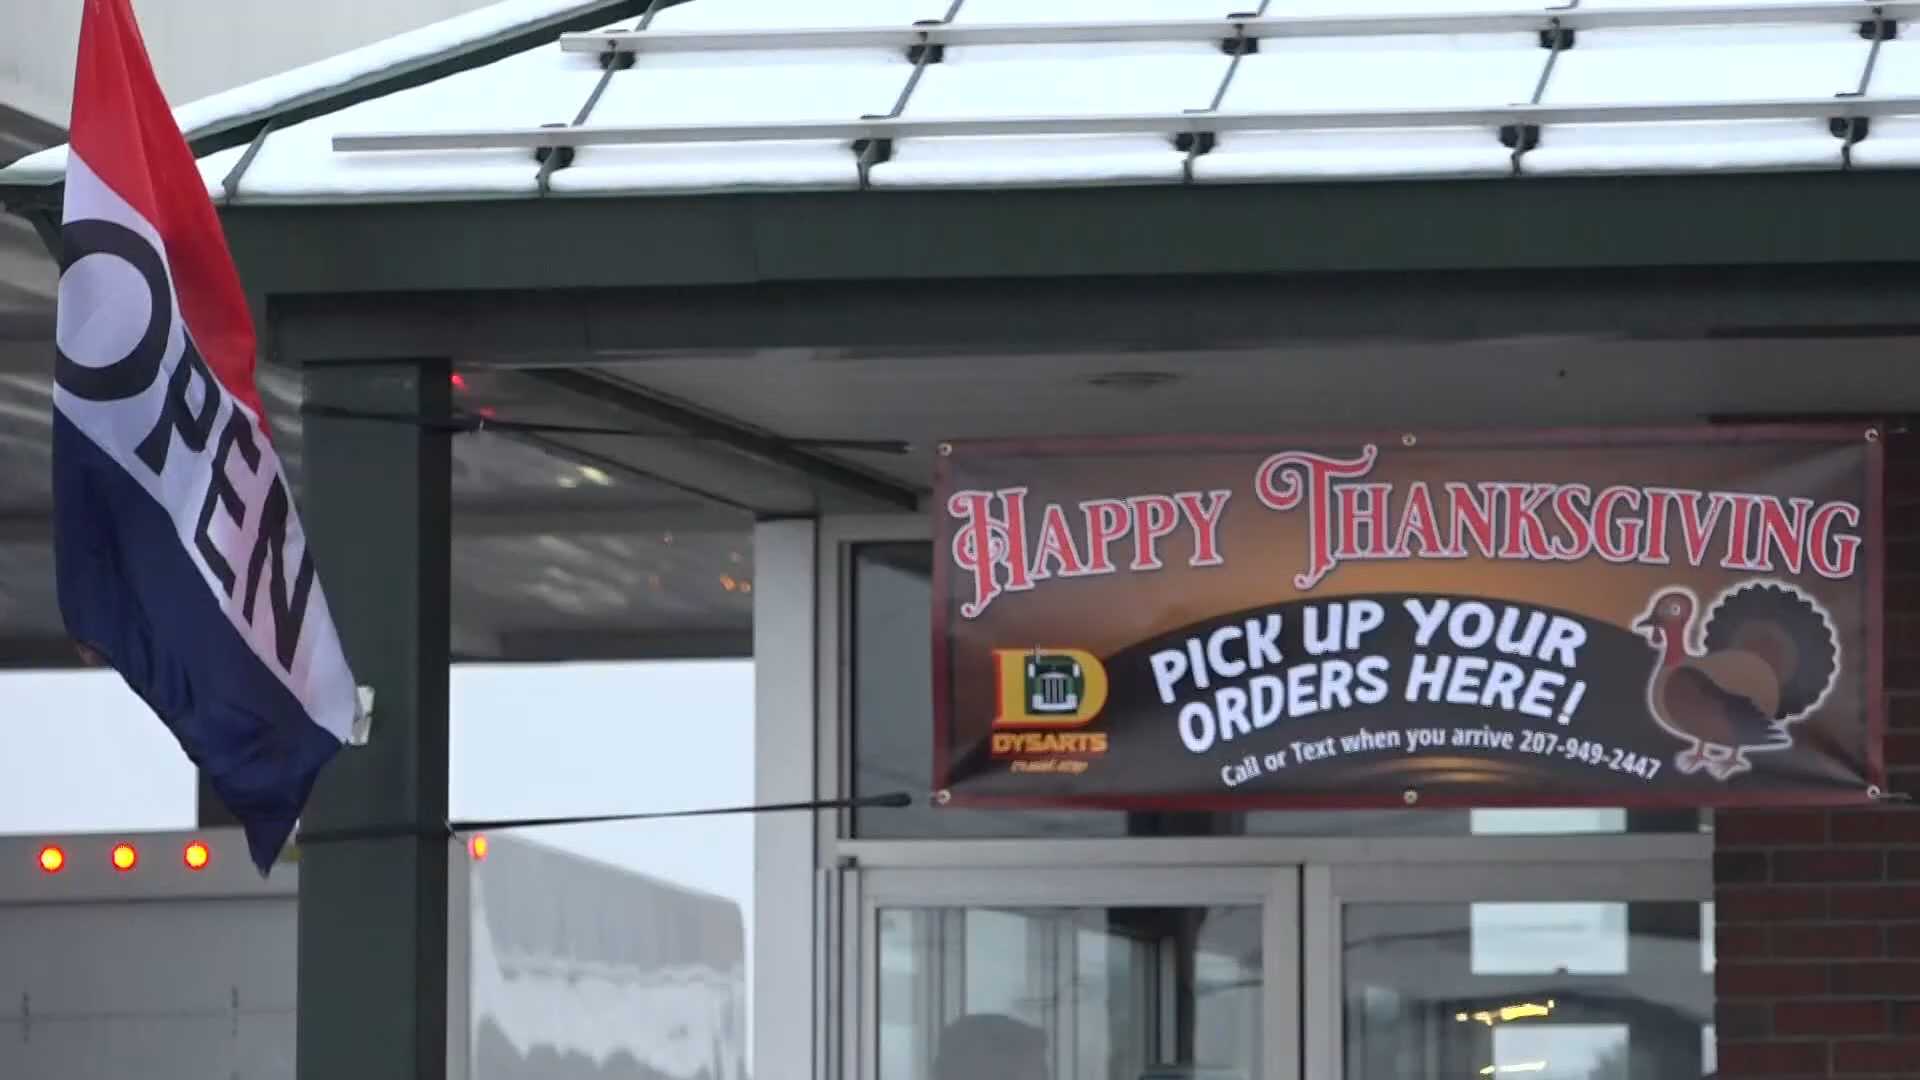 OPEN
HAPPY THANKSGIVING
PICK UP YOUR
ORDERS HERE!
Call or Text when you arrive 207-949-2447
D
DYSARTS